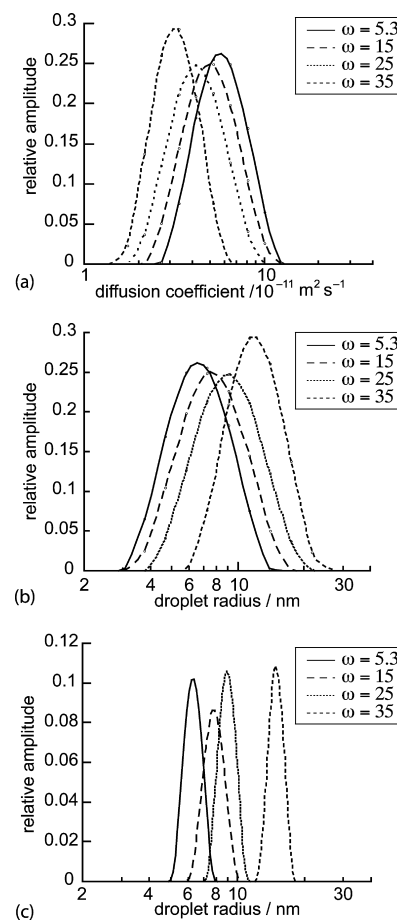 0.3
0.25
0.2
0.15
0.1
0.05
0
relative amplitude
ω = 5.3
ω = 15
ω = 25
ω = 35
1
10
(a)
diffusion coefficient /10⁻¹¹ m² s⁻¹
0.3
0.25
0.2
0.15
0.1
0.05
0
relative amplitude
ω = 5.3
ω = 15
ω = 25
ω = 35
2 4 6 8 10 30
(b)
droplet radius / nm
0.12
0.1
0.08
0.06
0.04
0.02
0
relative amplitude
ω = 5.3
ω = 15
ω = 25
ω = 35
2 4 6 8 10 30
(c)
droplet radius / nm